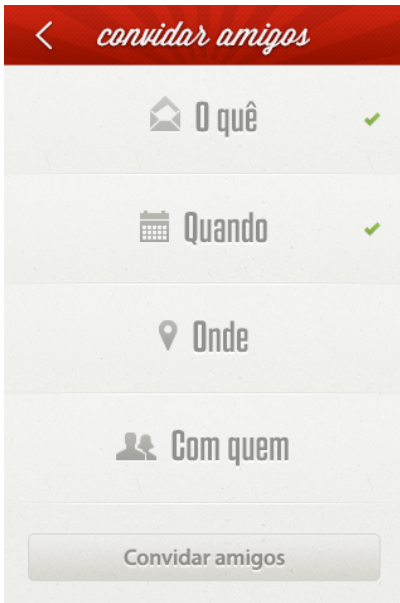 convidar amigos
O quê
Quando
Onde
Com quem
Convidar amigos